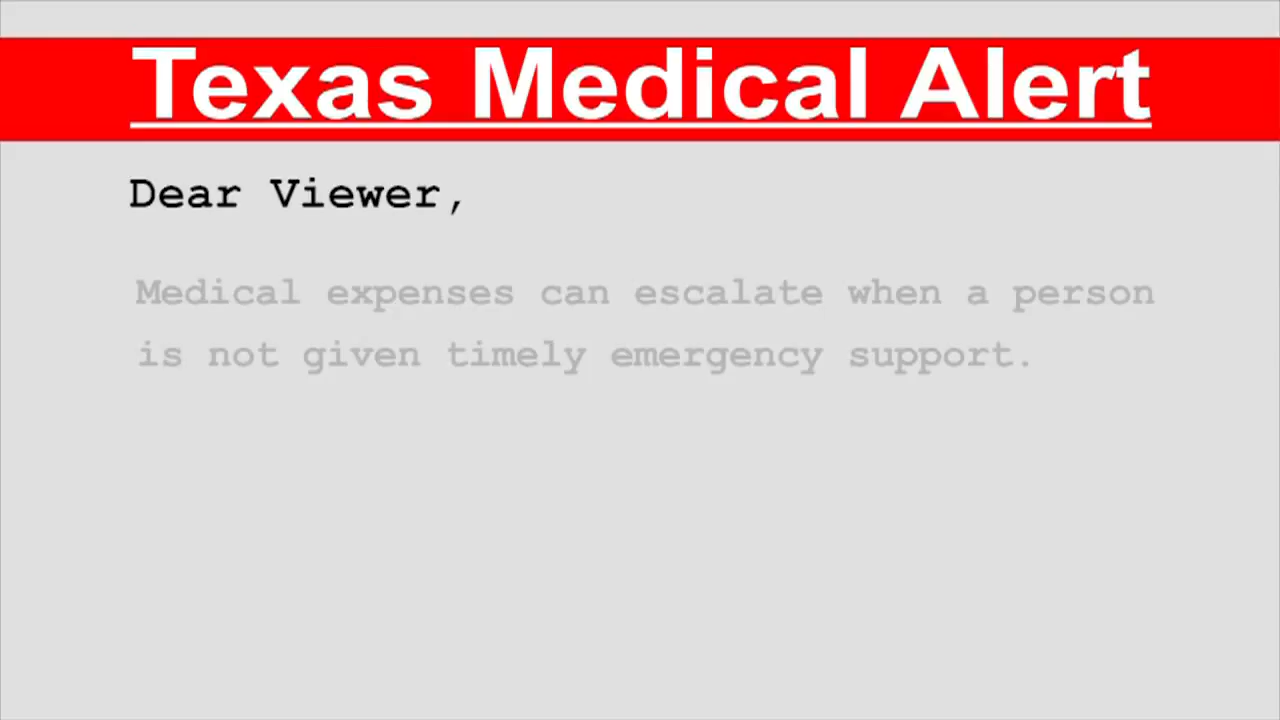 Texas Medical Alert
Dear Viewer,
Medical expenses can escalate when a person
is not given timely emergency support.